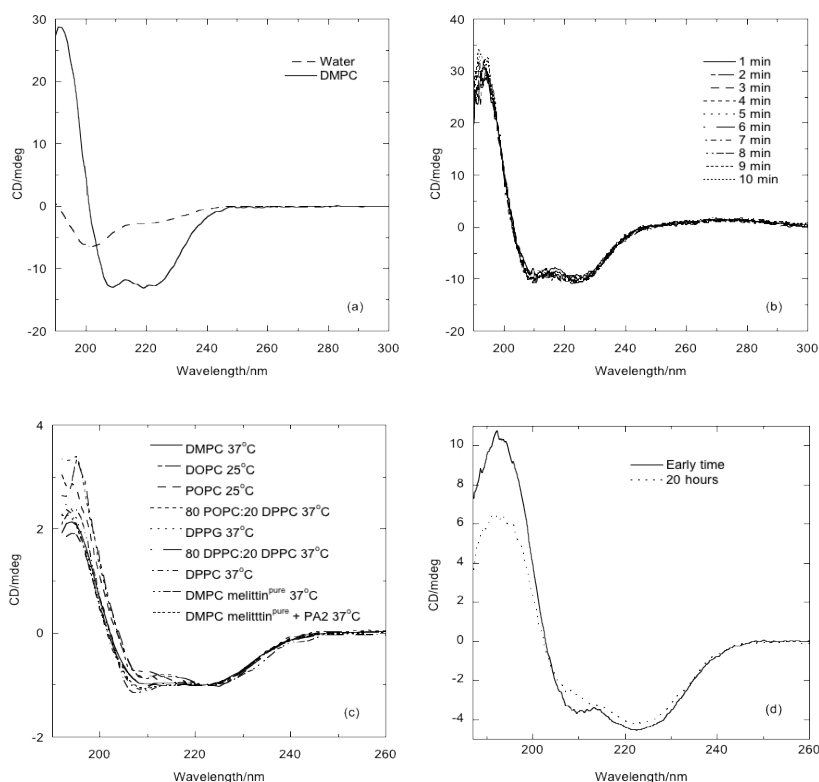 30
20
10
0
-10
-20
200
220
240
260
280
300
CD/mdeg
Wavelength/nm
Water
DMPC
(a)
40
30
20
10
0
-10
-20
200
220
240
260
280
300
CD/mdeg
Wavelength/nm
1 min
2 min
3 min
4 min
5 min
6 min
7 min
8 min
9 min
10 min
(b)
4
2
0
-2
200
220
240
260
CD/mdeg
Wavelength/nm
DMPC 37°C
DOPC 25°C
POPC 25°C
80 POPC:20 DPPC 37°C
DPPG 37°C
80 DPPC:20 DPPC 37°C
DPPC 37°C
DMPC melittin^pure 37°C
DMPC melitttin^pure + PA2 37°C
(c)
10
8
6
4
2
0
-2
-4
200
220
240
260
CD/mdeg
Wavelength/nm
Early time
20 hours
(d)